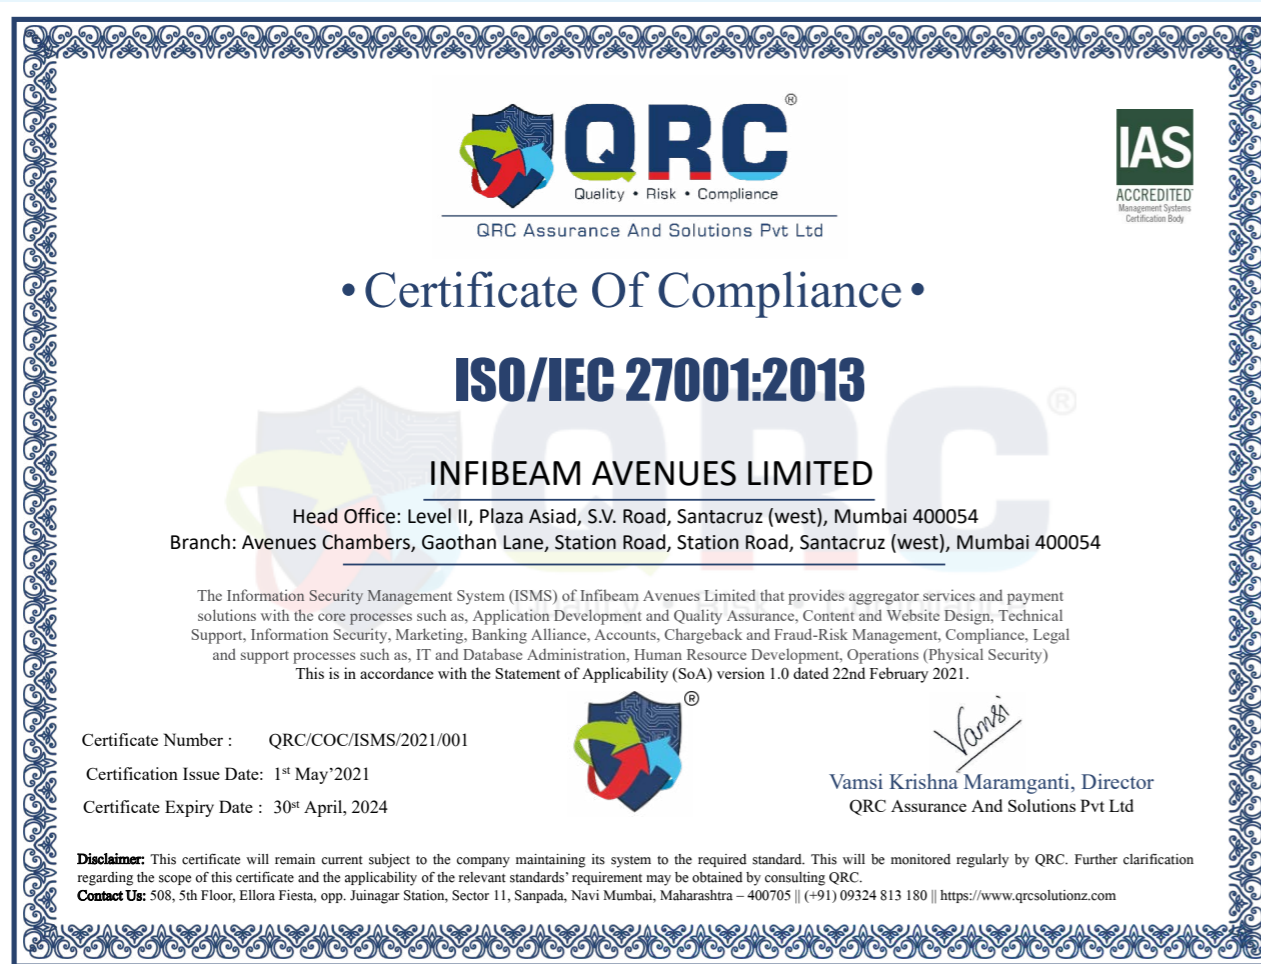 QRC®
Quality • Risk • Compliance
QRC Assurance And Solutions Pvt Ltd
IAS
ACCREDITED
Management Systems
Certification Body
• Certificate Of Compliance •
ISO/IEC 27001:2013
QRC®
Quality • Risk • Compliance
INFIBEAM AVENUES LIMITED
Head Office: Level II, Plaza Asiad, S.V. Road, Santacruz (west), Mumbai 400054
Branch: Avenues Chambers, Gaothan Lane, Station Road, Station Road, Santacruz (west), Mumbai 400054
The Information Security Management System (ISMS) of Infibeam Avenues Limited that provides aggregator services and payment
solutions with the core processes such as, Application Development and Quality Assurance, Content and Website Design, Technical
Support, Information Security, Marketing, Banking Alliance, Accounts, Chargeback and Fraud-Risk Management, Compliance, Legal
and support processes such as, IT and Database Administration, Human Resource Development, Operations (Physical Security)
This is in accordance with the Statement of Applicability (SoA) version 1.0 dated 22nd February 2021.
®
Vamsi
Certificate Number : QRC/COC/ISMS/2021/001
Certification Issue Date: 1st May'2021
Certificate Expiry Date : 30st April, 2024
Vamsi Krishna Maramganti, Director
QRC Assurance And Solutions Pvt Ltd
Disclaimer: This certificate will remain current subject to the company maintaining its system to the required standard. This will be monitored regularly by QRC. Further clarification
regarding the scope of this certificate and the applicability of the relevant standards' requirement may be obtained by consulting QRC.
Contact Us: 508, 5th Floor, Ellora Fiesta, opp. Juinagar Station, Sector 11, Sanpada, Navi Mumbai, Maharashtra – 400705 || (+91) 09324 813 180 || https://www.qrcsolutionz.com